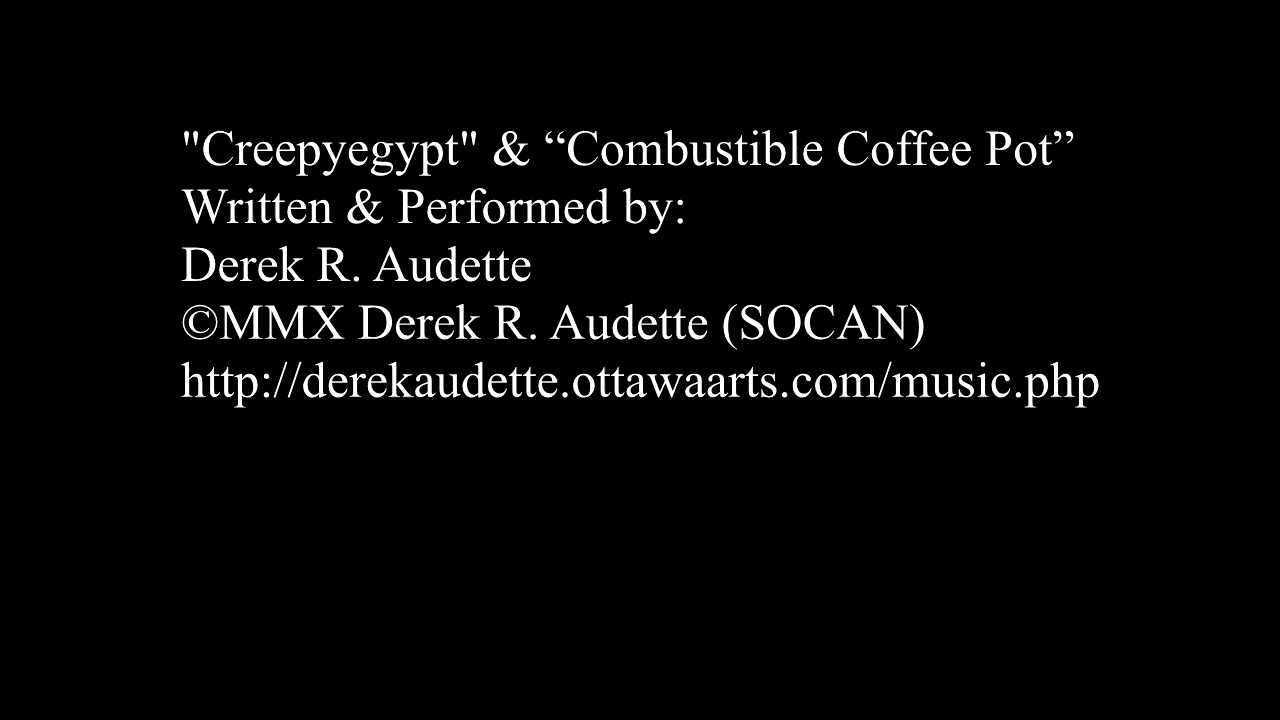 "Creepyegypt" & “Combustible Coffee Pot”
Written & Performed by:
Derek R. Audette
©MMX Derek R. Audette (SOCAN)
http://derekaudette.ottawaarts.com/music.php